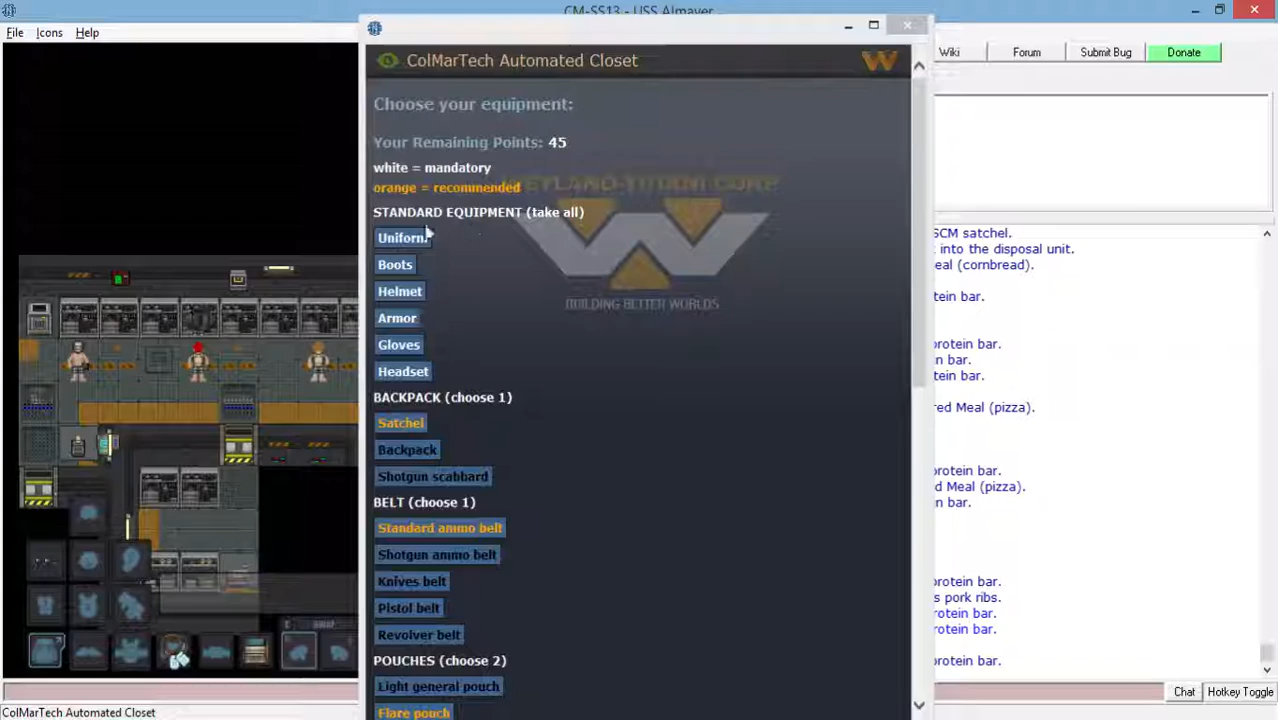 CM-SS13 - USS Almayer
File Icons Help
Wiki Forum Submit Bug Donate
ColMarTech Automated Closet
W
Choose your equipment:
Your Remaining Points: 45
white = mandatory
orange = recommended
WEYLAND-YUTANI CORP
STANDARD EQUIPMENT (take all)
SCM satchel.
Uniform
into the disposal unit.
Boots
eal (cornbread).
Helmet
tein bar.
BUILDING BETTER WORLDS
Armor
Gloves
protein bar.
n bar.
Headset
tein bar.
BACKPACK (choose 1)
red Meal (pizza).
Satchel
Backpack
Shotgun scabbard
protein bar.
d Meal (pizza).
BELT (choose 1)
n bar.
Standard ammo belt
Shotgun ammo belt
Knives belt
protein bar.
s pork ribs.
Pistol belt
rotein bar.
Revolver belt
rotein bar.
POUCHES (choose 2)
protein bar.
Light general pouch
Chat Hotkey Toggle
Flare pouch
ColMarTech Automated Closet